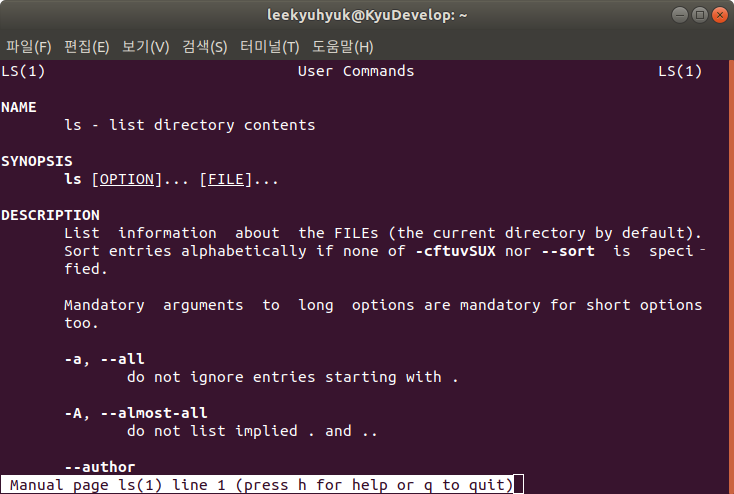 leekyuhyuk@KyuDevelop: ~
파일(F) 편집(E) 보기(V) 검색(S) 터미널(T) 도움말(H)
LS(1) User Commands LS(1)
NAME
ls - list directory contents
SYNOPSIS
ls [OPTION]... [FILE]...
DESCRIPTION
List information about the FILEs (the current directory by default).
Sort entries alphabetically if none of -cftuvSUX nor --sort is speci‐
fied.
Mandatory arguments to long options are mandatory for short options
too.
-a, --all
do not ignore entries starting with .
-A, --almost-all
do not list implied . and ..
--author
Manual page ls(1) line 1 (press h for help or q to quit)